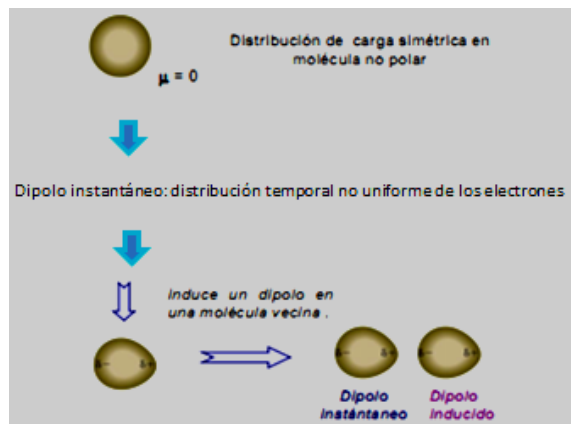 Distribución de carga simétrica en
molécula no polar
μ = 0
Dipolo instantáneo: distribución temporal no uniforme de los electrones
Induce un dipolo en
una molécula vecina .
δ- δ+ δ- δ+ δ- δ+
Dipolo Dipolo
Instántaneo Inducido